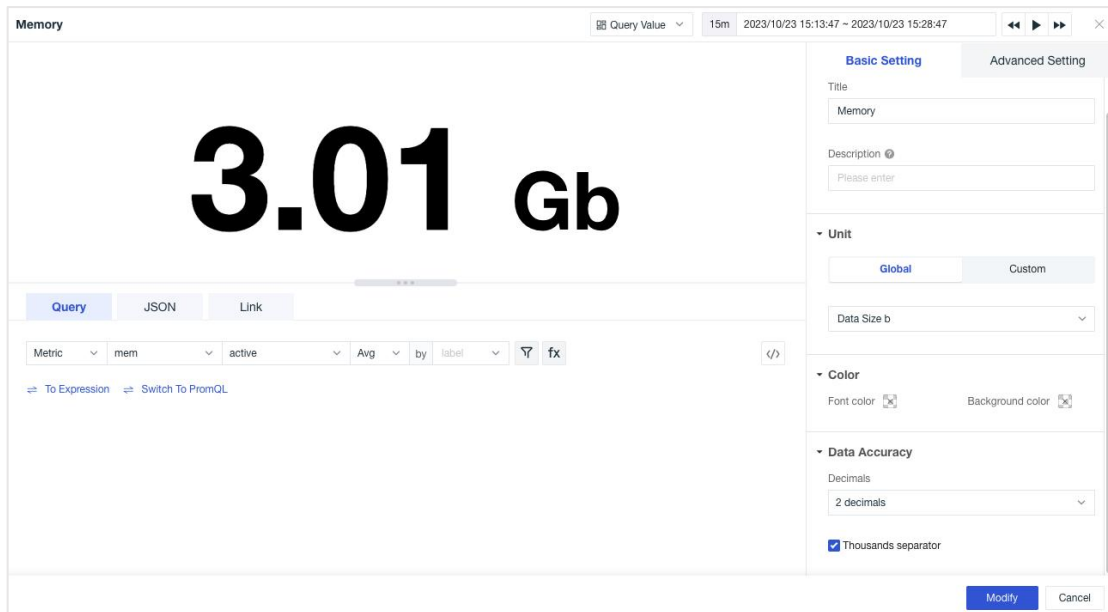 Memory
Query Value
15m 2023/10/23 15:13:47 ~ 2023/10/23 15:28:47
3.01 Gb
Query JSON Link
Metric mem active Avg by label fx </>
To Expression Switch To PromQL
Basic Setting Advanced Setting
Title
Memory
Description
Please enter
Unit
Global Custom
Data Size b
Color
Font color Background color
Data Accuracy
Decimals
2 decimals
Thousands separator
Modify Cancel